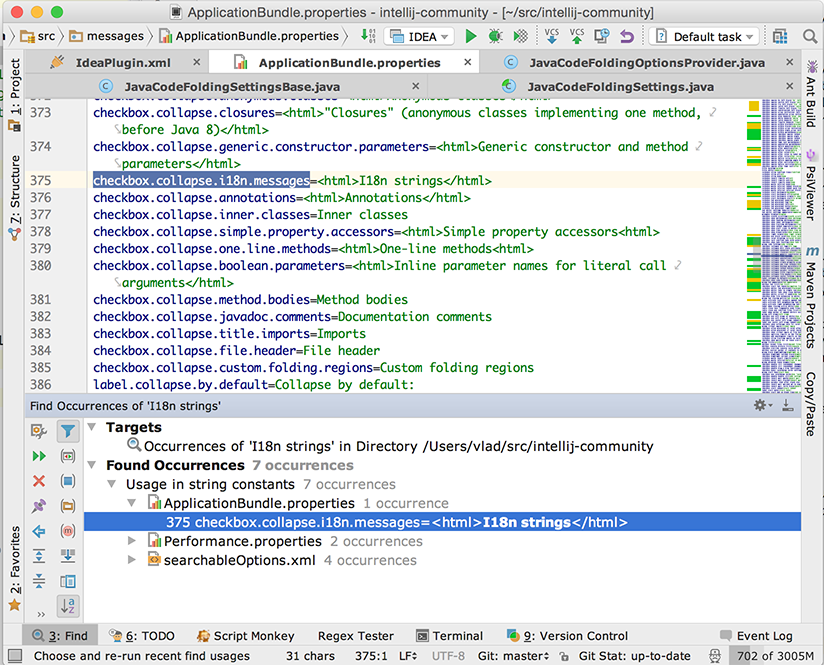 ApplicationBundle.properties - intellij-community - [~/src/intellij-community]
src messages ApplicationBundle.properties IDEA VCS VCS ? Default task
IdeaPlugin.xml ApplicationBundle.properties JavaCodeFoldingOptionsProvider.java
JavaCodeFoldingSettingsBase.java JavaCodeFoldingSettings.java
1: Project
7: Structure
2: Favorites
373 checkbox.collapse.closures=<html>"Closures" (anonymous classes implementing one method,
before Java 8)</html>
374 checkbox.collapse.generic.constructor.parameters=<html>Generic constructor and method
parameters</html>
375 checkbox.collapse.i18n.messages=<html>I18n strings</html>
376 checkbox.collapse.annotations=<html>Annotations</html>
377 checkbox.collapse.inner.classes=Inner classes
378 checkbox.collapse.simple.property.accessors=<html>Simple property accessors<html>
379 checkbox.collapse.one.line.methods=<html>One-line methods<html>
380 checkbox.collapse.boolean.parameters=<html>Inline parameter names for literal call
arguments</html>
381 checkbox.collapse.method.bodies=Method bodies
382 checkbox.collapse.javadoc.comments=Documentation comments
383 checkbox.collapse.title.imports=Imports
384 checkbox.collapse.file.header=File header
385 checkbox.collapse.custom.folding.regions=Custom folding regions
386 label.collapse.by.default=Collapse by default:
Ant Build
PsiViewer
m Maven Projects
Copy/Paste
Find Occurrences of 'I18n strings'
Targets
Occurrences of 'I18n strings' in Directory /Users/vlad/src/intellij-community
Found Occurrences 7 occurrences
Usage in string constants 7 occurrences
ApplicationBundle.properties 1 occurrence
375 checkbox.collapse.i18n.messages=<html>I18n strings</html>
Performance.properties 2 occurrences
searchableOptions.xml 4 occurrences
3: Find 6: TODO Script Monkey Regex Tester Terminal 9: Version Control Event Log
Choose and re-run recent find usages 31 chars 375:1 LF UTF-8 Git: master Git Stat: up-to-date 702 of 3005M